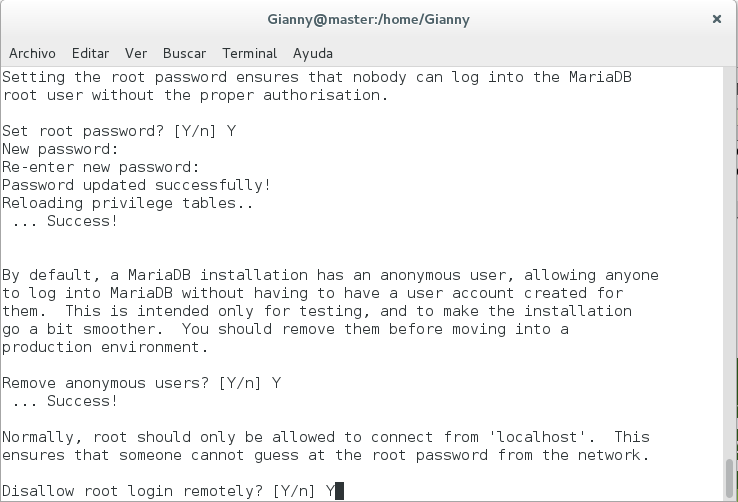 Gianny@master:/home/Gianny
Archivo Editar Ver Buscar Terminal Ayuda
Setting the root password ensures that nobody can log into the MariaDB
root user without the proper authorisation.
Set root password? [Y/n] Y
New password:
Re-enter new password:
Password updated successfully!
Reloading privilege tables..
 ... Success!
By default, a MariaDB installation has an anonymous user, allowing anyone
to log into MariaDB without having to have a user account created for
them.  This is intended only for testing, and to make the installation
go a bit smoother.  You should remove them before moving into a
production environment.
Remove anonymous users? [Y/n] Y
 ... Success!
Normally, root should only be allowed to connect from 'localhost'.  This
ensures that someone cannot guess at the root password from the network.
Disallow root login remotely? [Y/n] Y